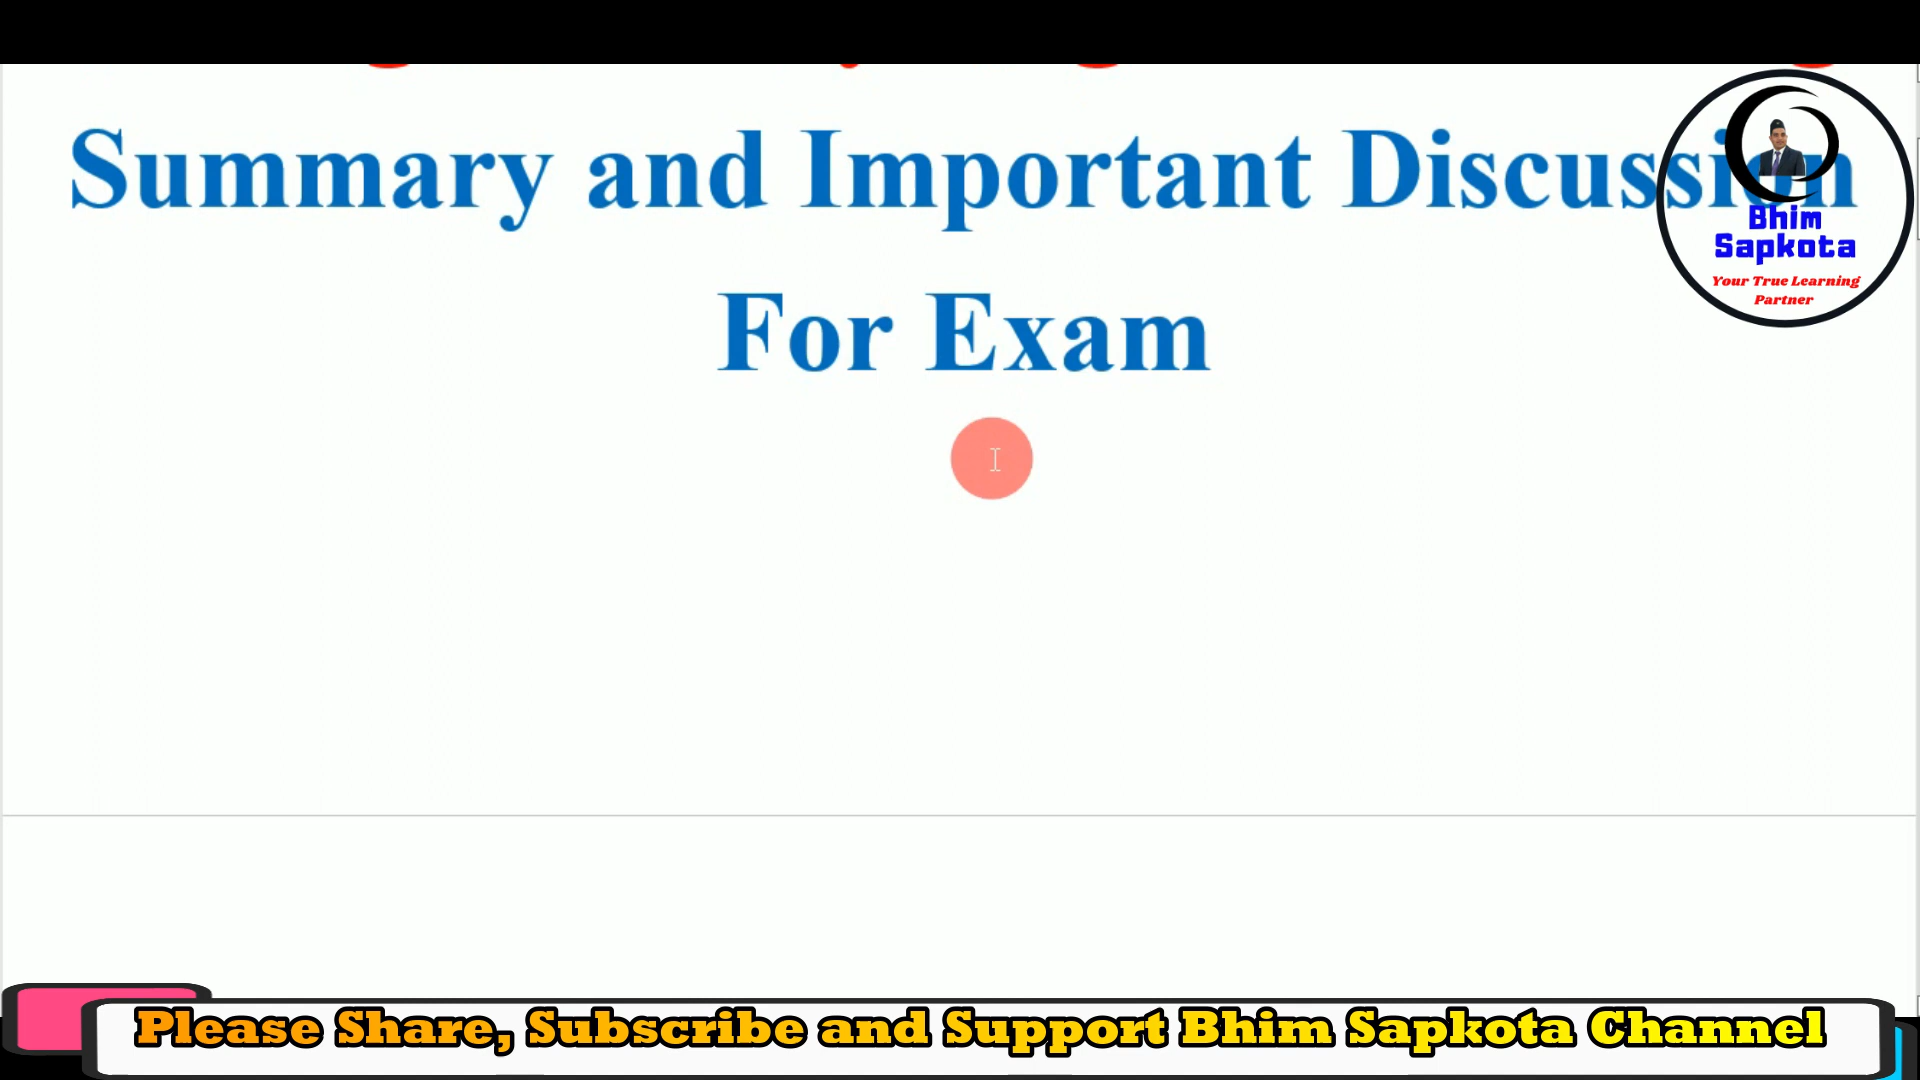 Summary and Important Discussion
For Exam
Bhim
Sapkota
Your True Learning
Partner
Please Share, Subscribe and Support Bhim Sapkota Channel